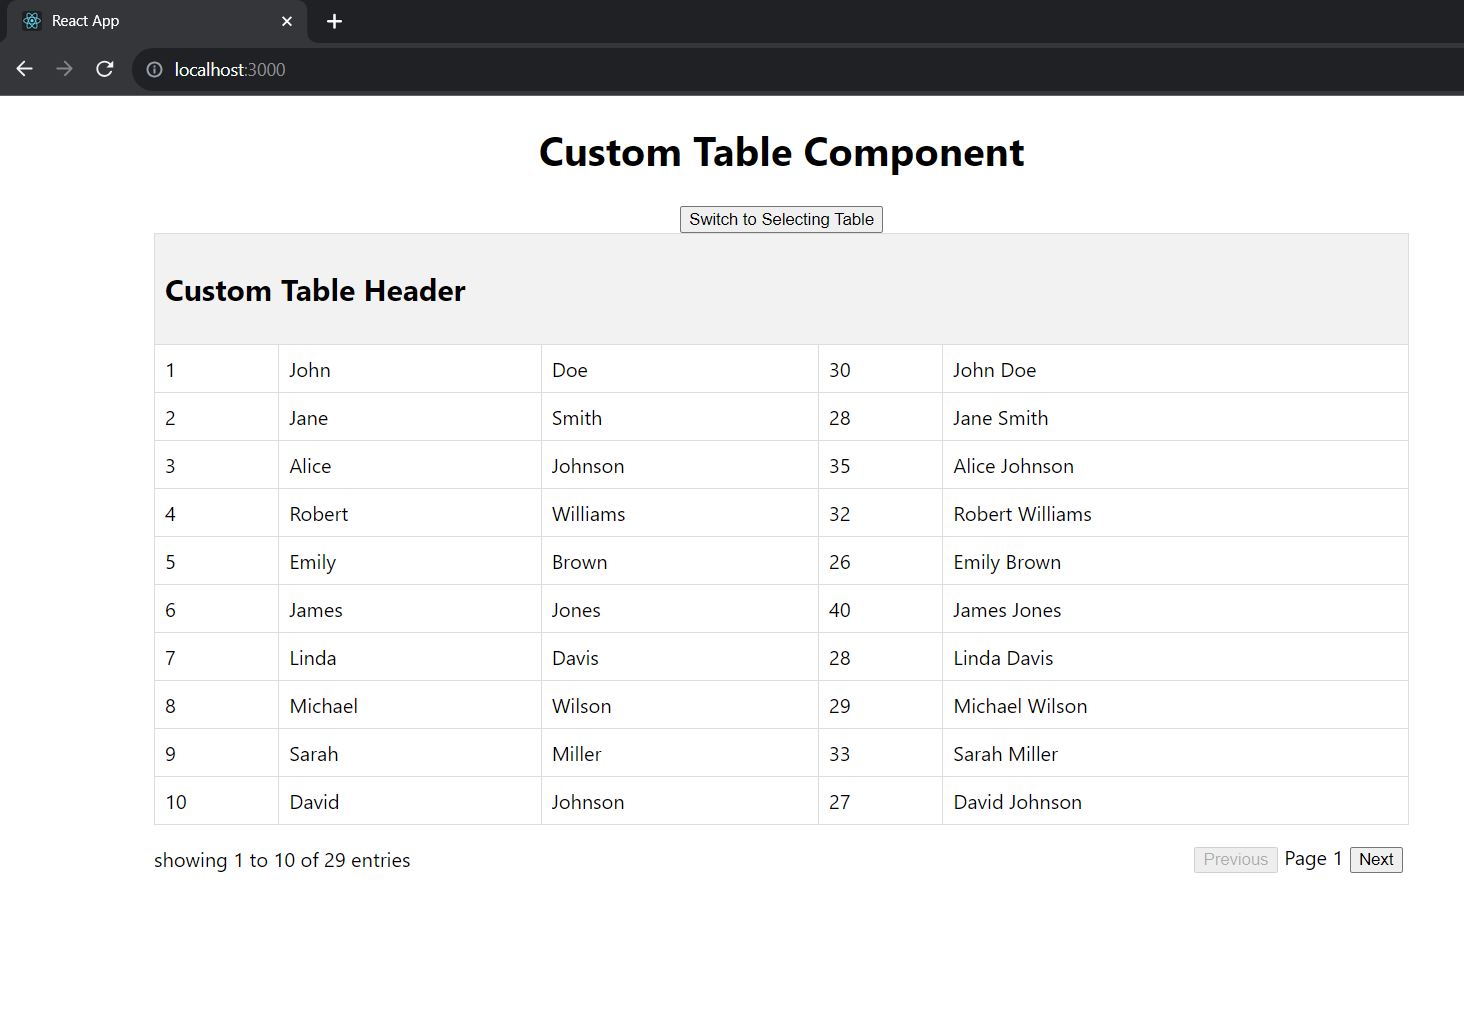 React App
localhost:3000
Custom Table Component
Switch to Selecting Table
Custom Table Header
1 John Doe 30 John Doe
2 Jane Smith 28 Jane Smith
3 Alice Johnson 35 Alice Johnson
4 Robert Williams 32 Robert Williams
5 Emily Brown 26 Emily Brown
6 James Jones 40 James Jones
7 Linda Davis 28 Linda Davis
8 Michael Wilson 29 Michael Wilson
9 Sarah Miller 33 Sarah Miller
10 David Johnson 27 David Johnson
showing 1 to 10 of 29 entries Previous Page 1 Next